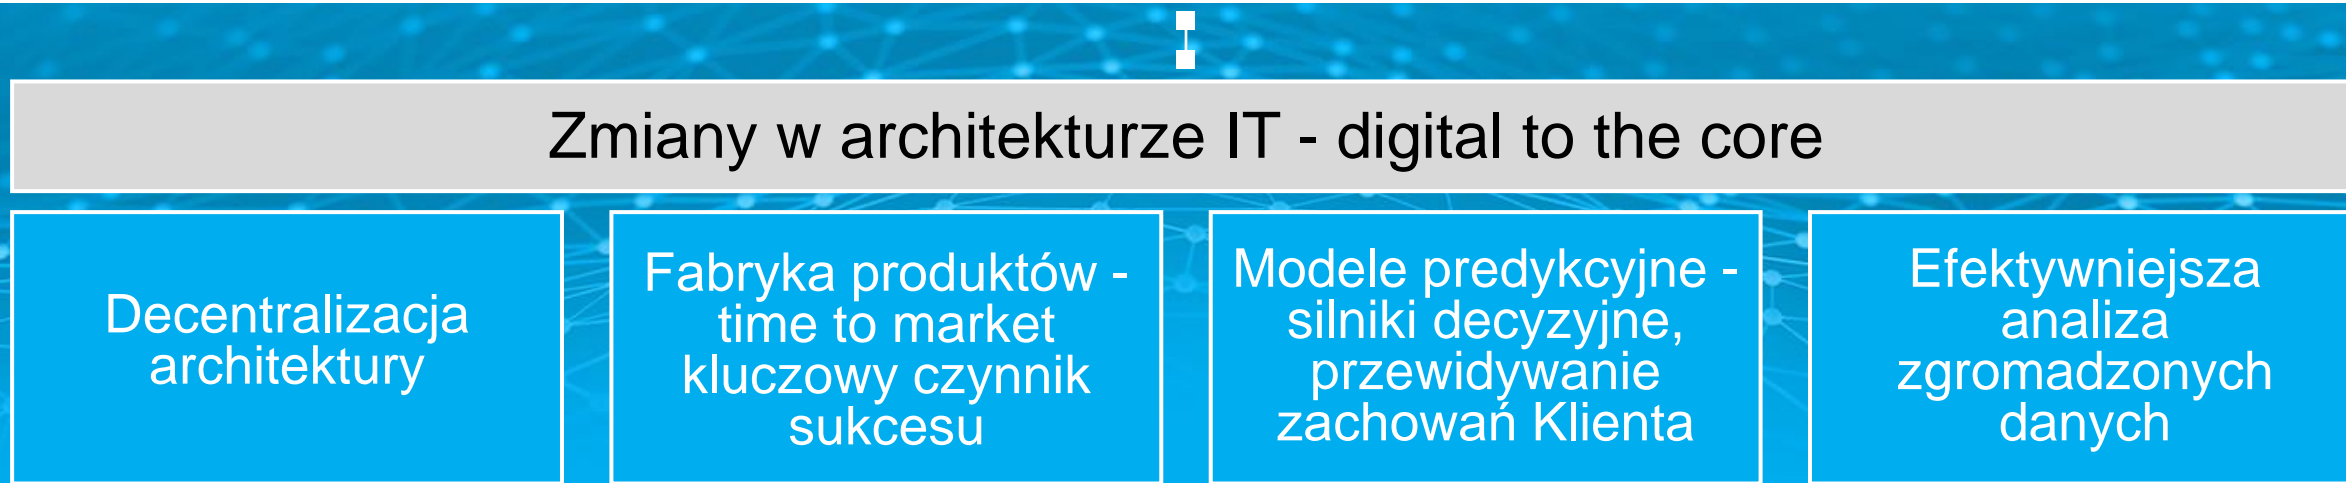 Zmiany w architekturze IT - digital to the core
Decentralizacja
architektury
Fabryka produktów -
time to market
kluczowy czynnik
sukcesu
Modele predykcyjne -
silniki decyzyjne,
przewidywanie
zachowań Klienta
Efektywniejsza
analiza
zgromadzonych
danych